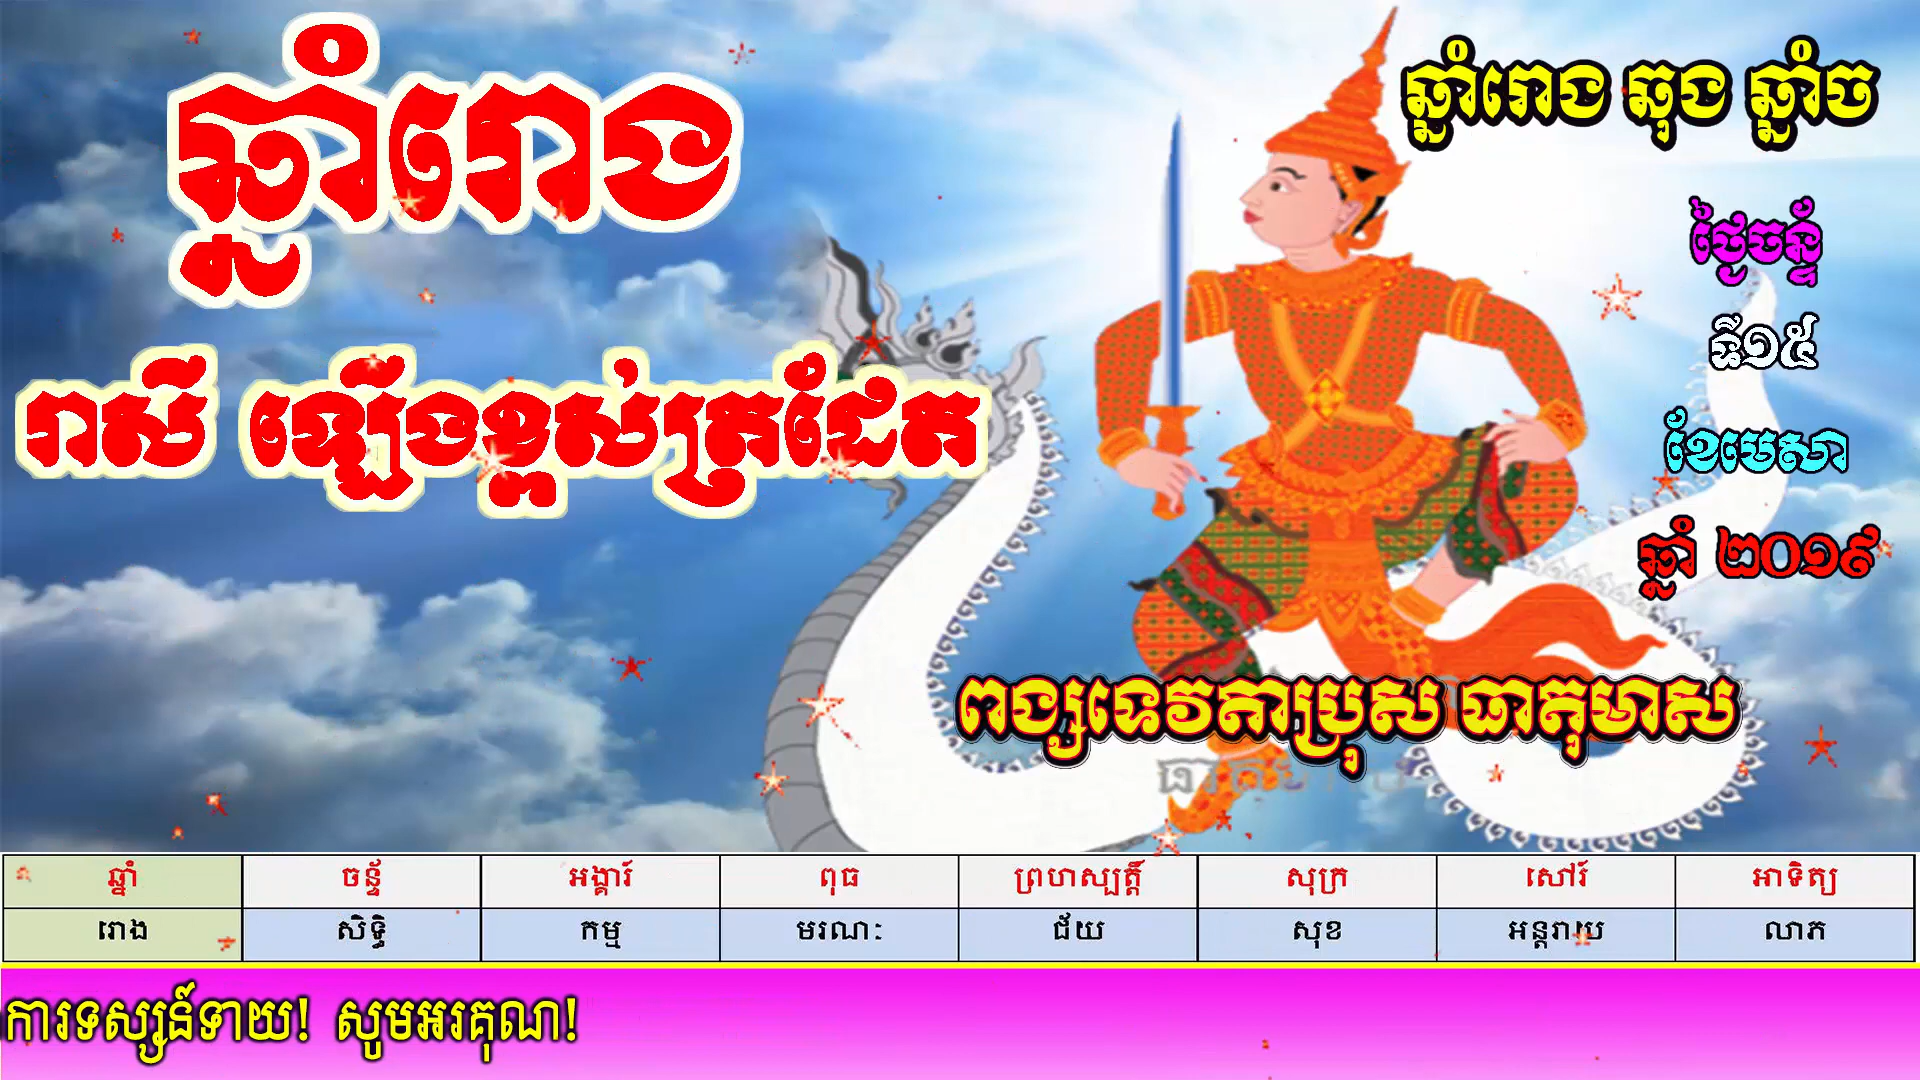 ឆ្នាំរោង
ឆ្នាំរោង ឆុង ឆ្នាំច
ថ្ងៃចន្ទ័
ទី១៥
រាសី ឡើងខ្ពស់ត្រដែត
ខែមេសា
ឆ្នាំ ២០១៩
ពង្សទេវតាប្រុស ធាតុមាស
ឆ្នាំ ចន្ទ័ អង្គារ៍ ពុធ ព្រហស្បត្តិ៍ សុក្រ សៅរ៍ អាទិត្យ
រោង សិទ្ធិ កម្ម មរណៈ ជ័យ សុខ អន្តរាយ លាភ
ការទស្សន៍ទាយ! សូមអរគុណ!